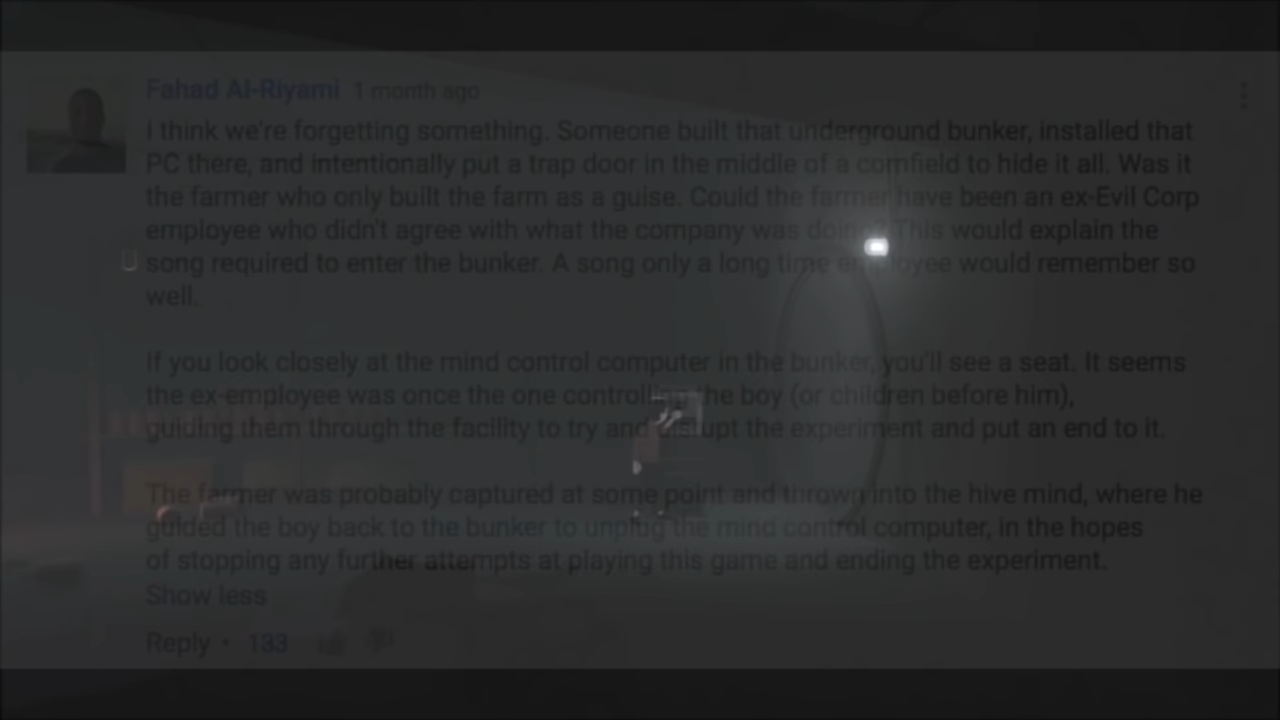 Fahad Al-Riyami 1 month ago
I think we're forgetting something. Someone built that underground bunker, installed that
PC there, and intentionally put a trap door in the middle of a cornfield to hide it all. Was it
the farmer who only built the farm as a guise. Could the farmer have been an ex-Evil Corp
employee who didn't agree with what the company was doing? This would explain the
song required to enter the bunker. A song only a long time employee would remember so
well.
If you look closely at the mind control computer in the bunker, you'll see a seat. It seems
the ex-employee was once the one controlling the boy (or children before him),
guiding them through the facility to try and disrupt the experiment and put an end to it.
The farmer was probably captured at some point and thrown into the hive mind, where he
guided the boy back to the bunker to unplug the mind control computer, in the hopes
of stopping any further attempts at playing this game and ending the experiment.
Show less
Reply • 133